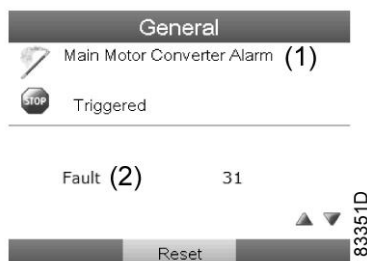 General
Main Motor Converter Alarm (1)
STOP Triggered
Fault (2) 31
Reset
83351D